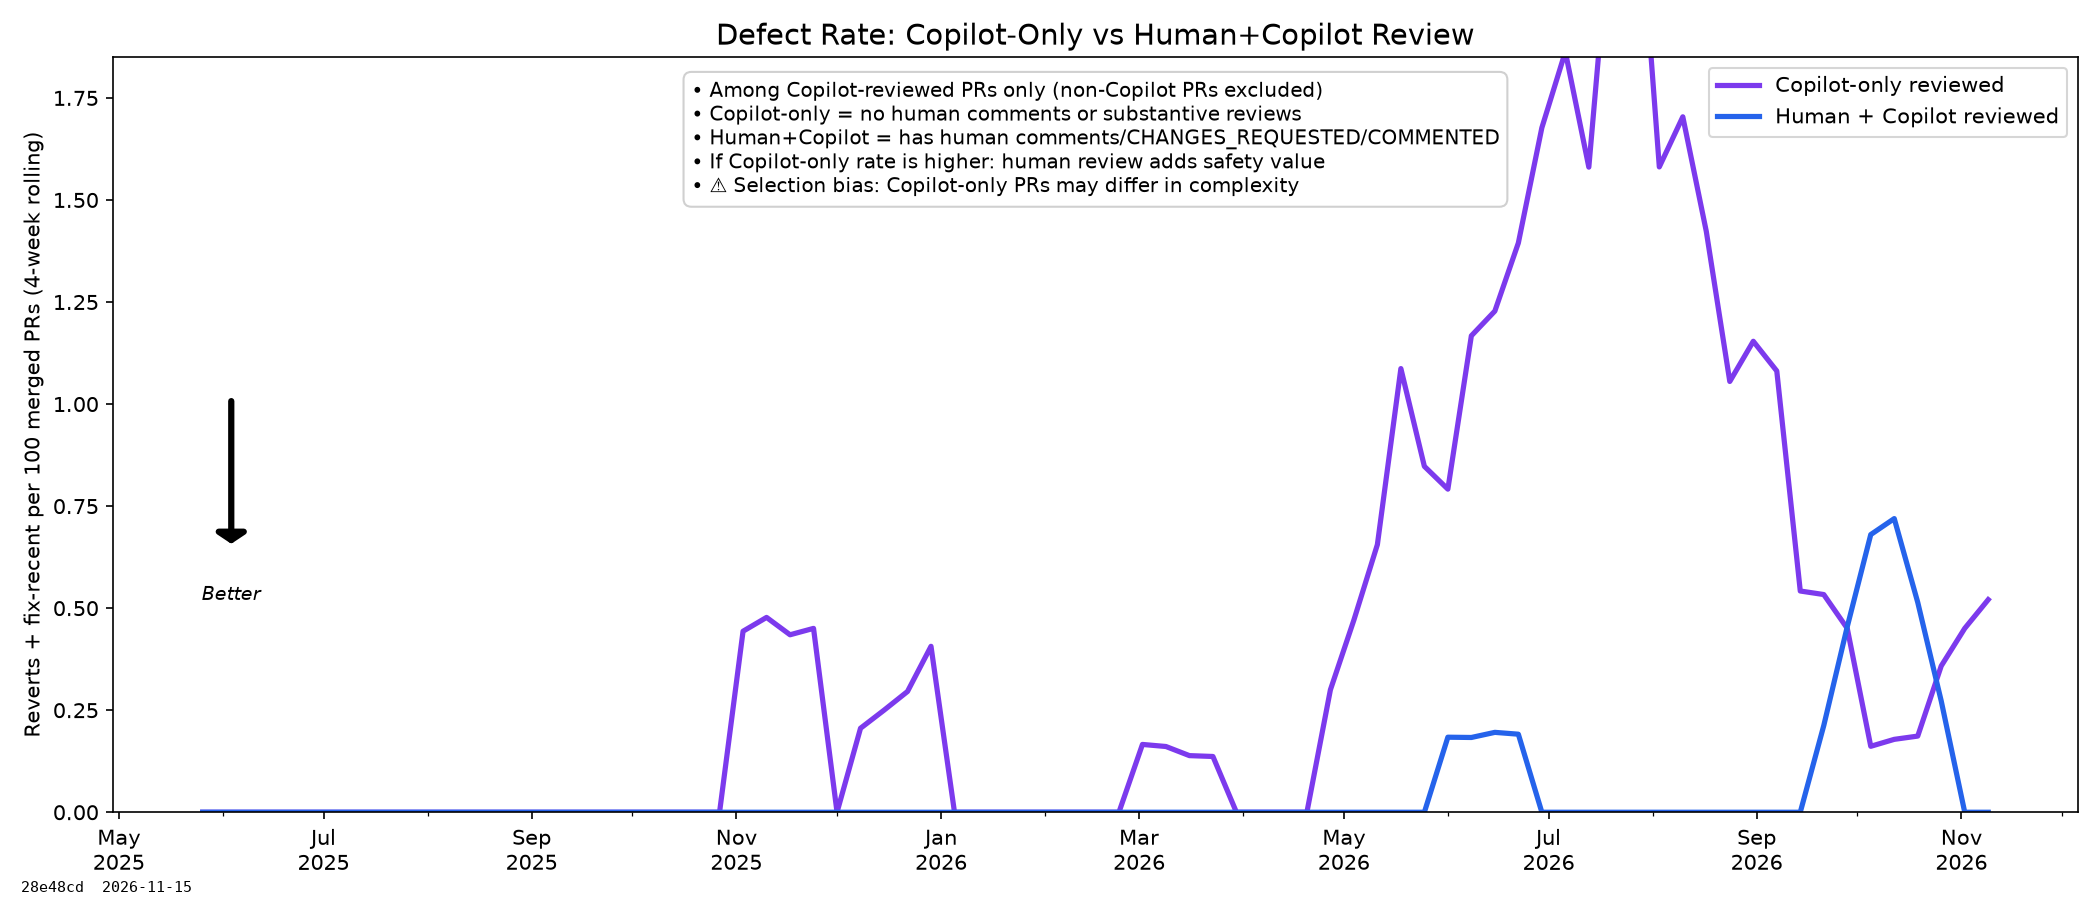 Defect Rate: Copilot-Only vs Human+Copilot Review
• Among Copilot-reviewed PRs only (non-Copilot PRs excluded)
• Copilot-only = no human comments or substantive reviews
• Human+Copilot = has human comments/CHANGES_REQUESTED/COMMENTED
• If Copilot-only rate is higher: human review adds safety value
• ⚠ Selection bias: Copilot-only PRs may differ in complexity
Copilot-only reviewed
Human + Copilot reviewed
Reverts + fix-recent per 100 merged PRs (4-week rolling)
1.75
1.50
1.25
1.00
0.75
0.50
0.25
0.00
Better
May Jul Sep Nov Jan Mar May Jul Sep Nov
2025 2025 2025 2025 2026 2026 2026 2026 2026 2026
28e48cd 2026-11-15